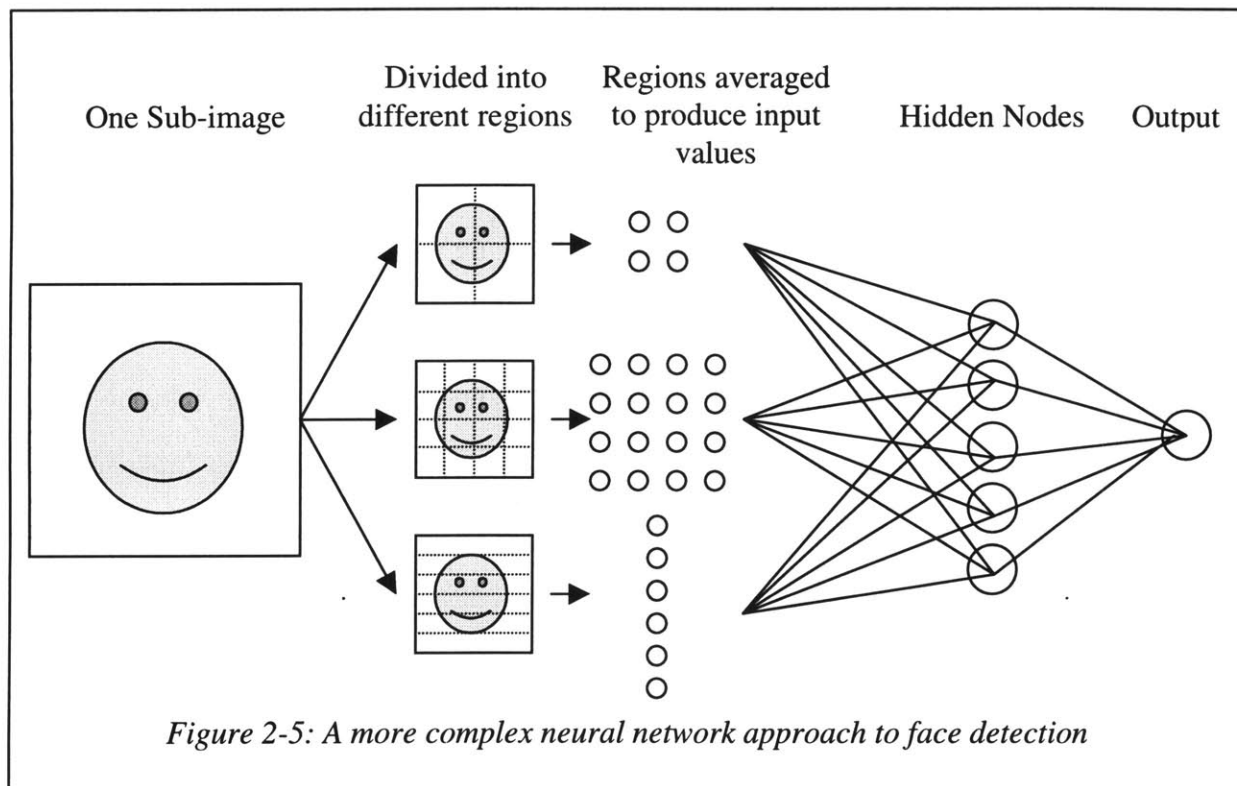 One Sub-image
Divided into
different regions
Regions averaged
to produce input
values
Hidden Nodes
Output
Figure 2-5: A more complex neural network approach to face detection